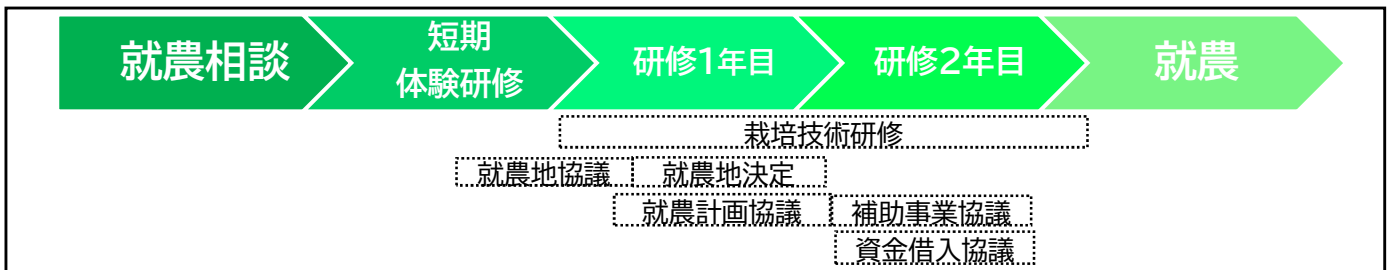 就農相談
短期
体験研修
研修1年目
研修2年目
就農
栽培技術研修
就農地協議
就農地決定
就農計画協議
補助事業協議
資金借入協議